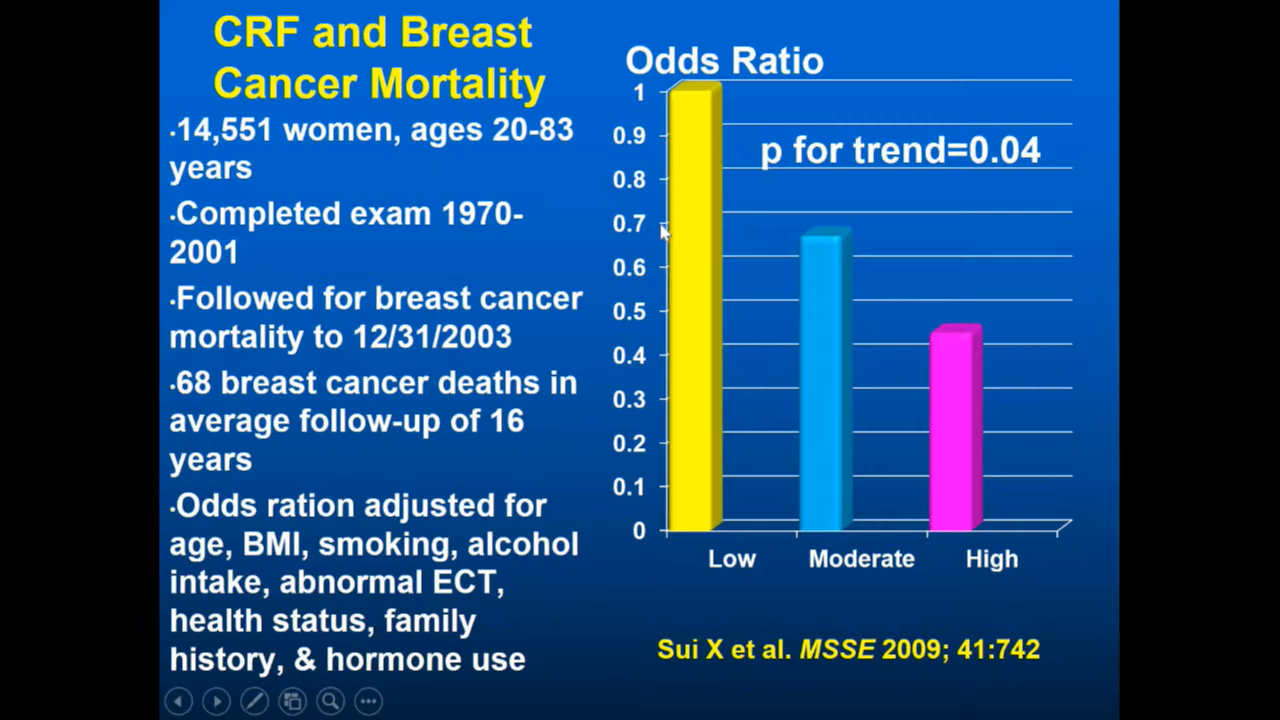 CRF and Breast
Cancer Mortality
·14,551 women, ages 20-83
years
·Completed exam 1970-
2001
·Followed for breast cancer
mortality to 12/31/2003
·68 breast cancer deaths in
average follow-up of 16
years
·Odds ration adjusted for
age, BMI, smoking, alcohol
intake, abnormal ECT,
health status, family
history, & hormone use
Odds Ratio
p for trend=0.04
1
0.9
0.8
0.7
0.6
0.5
0.4
0.3
0.2
0.1
0
Low Moderate High
Sui X et al. MSSE 2009; 41:742